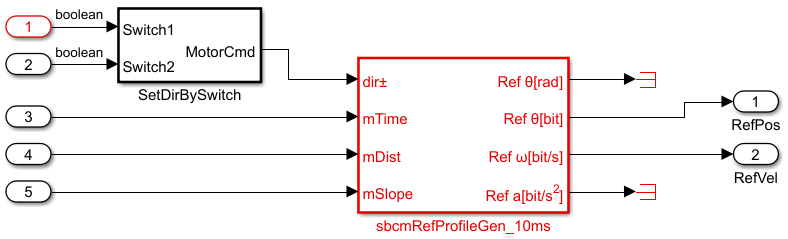 boolean
1
Switch1
MotorCmd
boolean
2
Switch2
SetDirBySwitch
dir±
Ref θ[rad]
3
mTime
Ref θ[bit]
1
RefPos
4
mDist
Ref ω[bit/s]
2
RefVel
5
mSlope
Ref a[bit/s²]
sbcmRefProfileGen_10ms